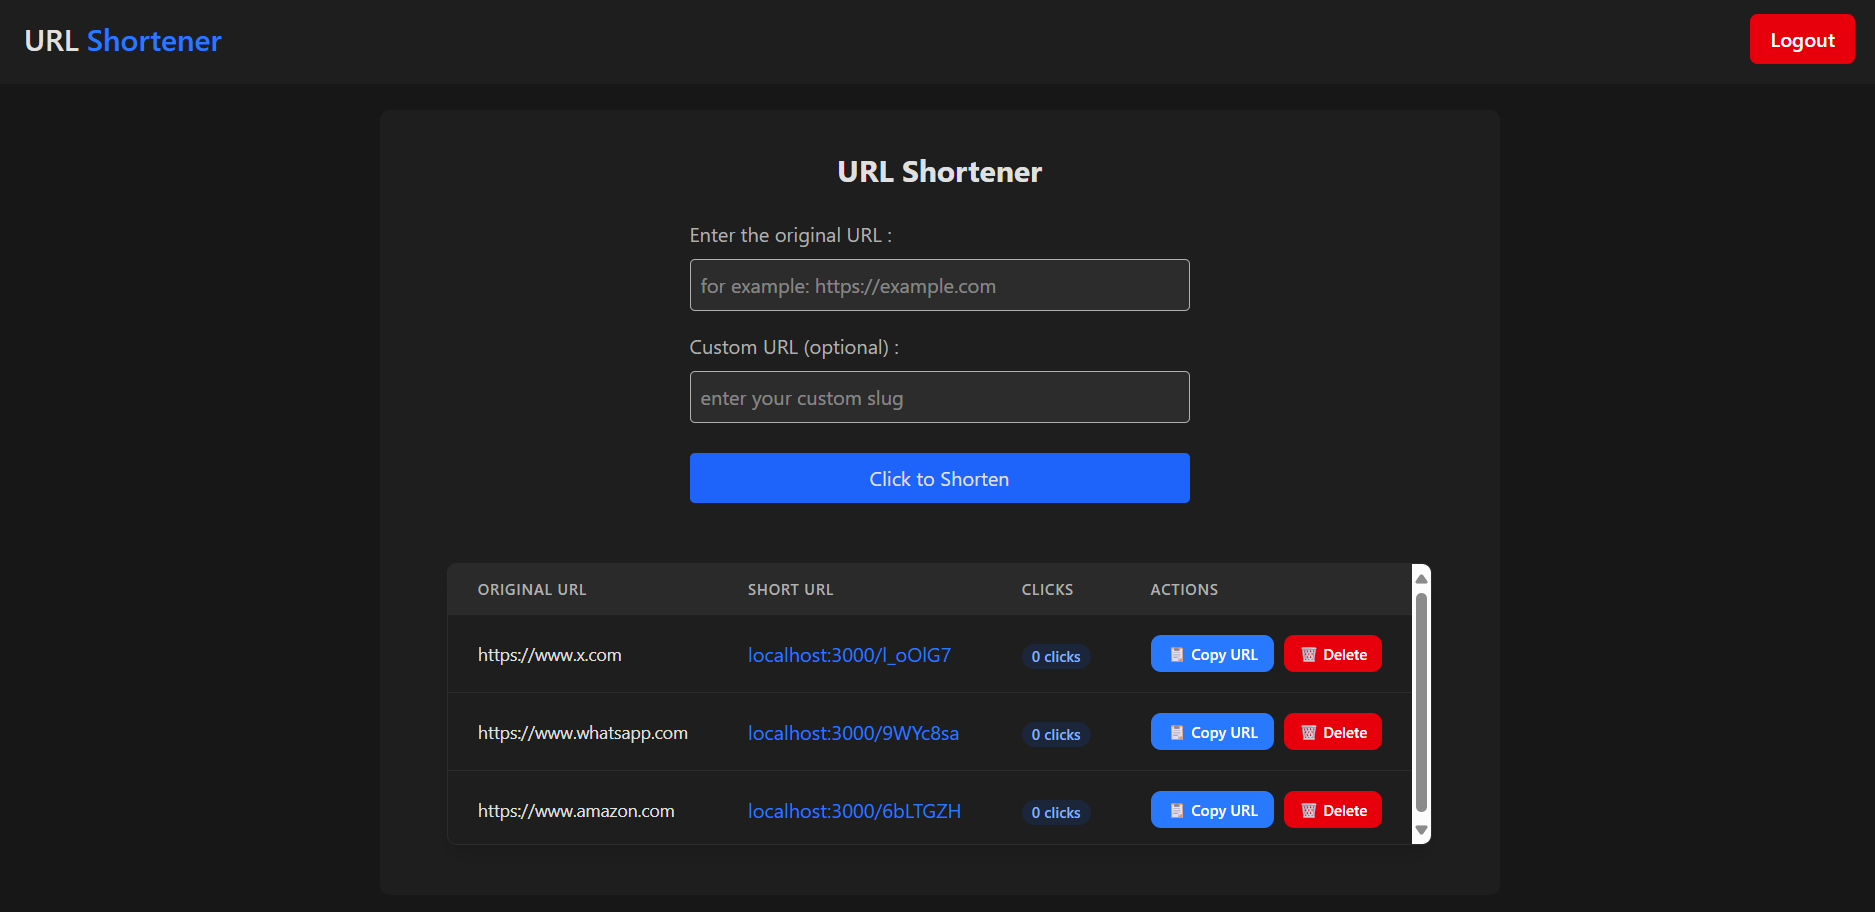 URL Shortener
Logout
URL Shortener
Enter the original URL :
for example: https://example.com
Custom URL (optional) :
enter your custom slug
Click to Shorten
ORIGINAL URL SHORT URL CLICKS ACTIONS
https://www.x.com localhost:3000/l_oOlG7 0 clicks Copy URL Delete
https://www.whatsapp.com localhost:3000/9WYc8sa 0 clicks Copy URL Delete
https://www.amazon.com localhost:3000/6bLTGZH 0 clicks Copy URL Delete